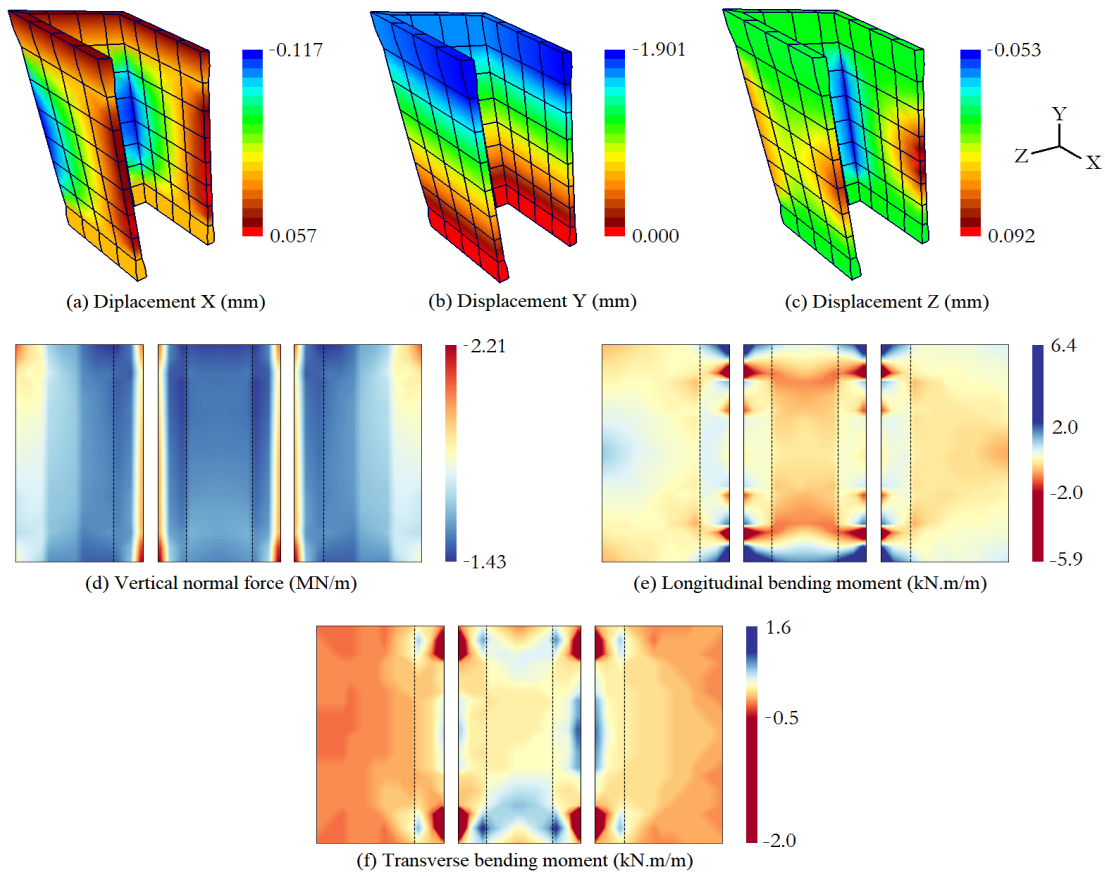 -0.117
0.057
-1.901
0.000
-0.053
0.092
Y
Z
X
(a) Diplacement X (mm)
(b) Displacement Y (mm)
(c) Displacement Z (mm)
-2.21
-1.43
6.4
2.0
-2.0
-5.9
(d) Vertical normal force (MN/m)
(e) Longitudinal bending moment (kN.m/m)
1.6
-0.5
-2.0
(f) Transverse bending moment (kN.m/m)